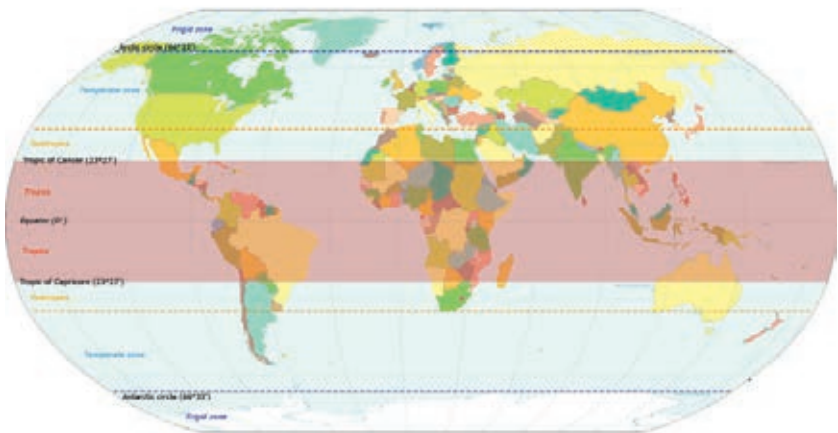 Frigid zone
Arctic circle (66°33')
Temperate zone
Subtropics
Tropic of Cancer (23°27')
Tropics
Equator (0°)
Tropics
Tropic of Capricorn (23°27')
Subtropics
Temperate zone
Antarctic circle (66°33')
Frigid zone